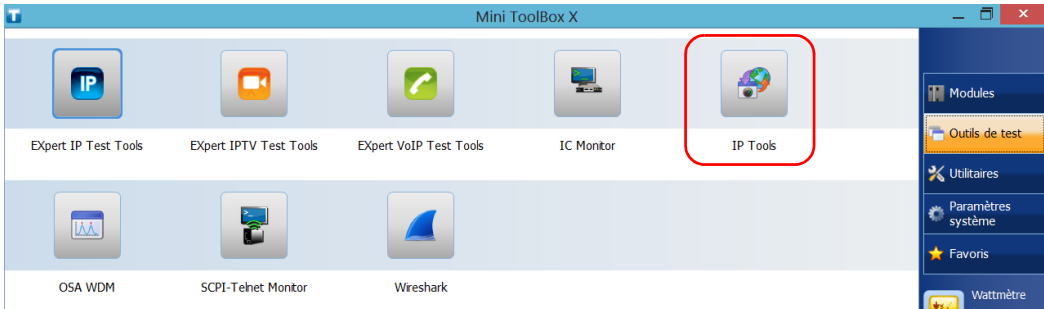 Mini ToolBox X
IP
EXpert IP Test Tools
EXpert IPTV Test Tools
EXpert VoIP Test Tools
IC Monitor
IP Tools
OSA WDM
SCPI-Telnet Monitor
Wireshark
Modules
Outils de test
Utilitaires
Paramètres
système
Favoris
Wattmètre